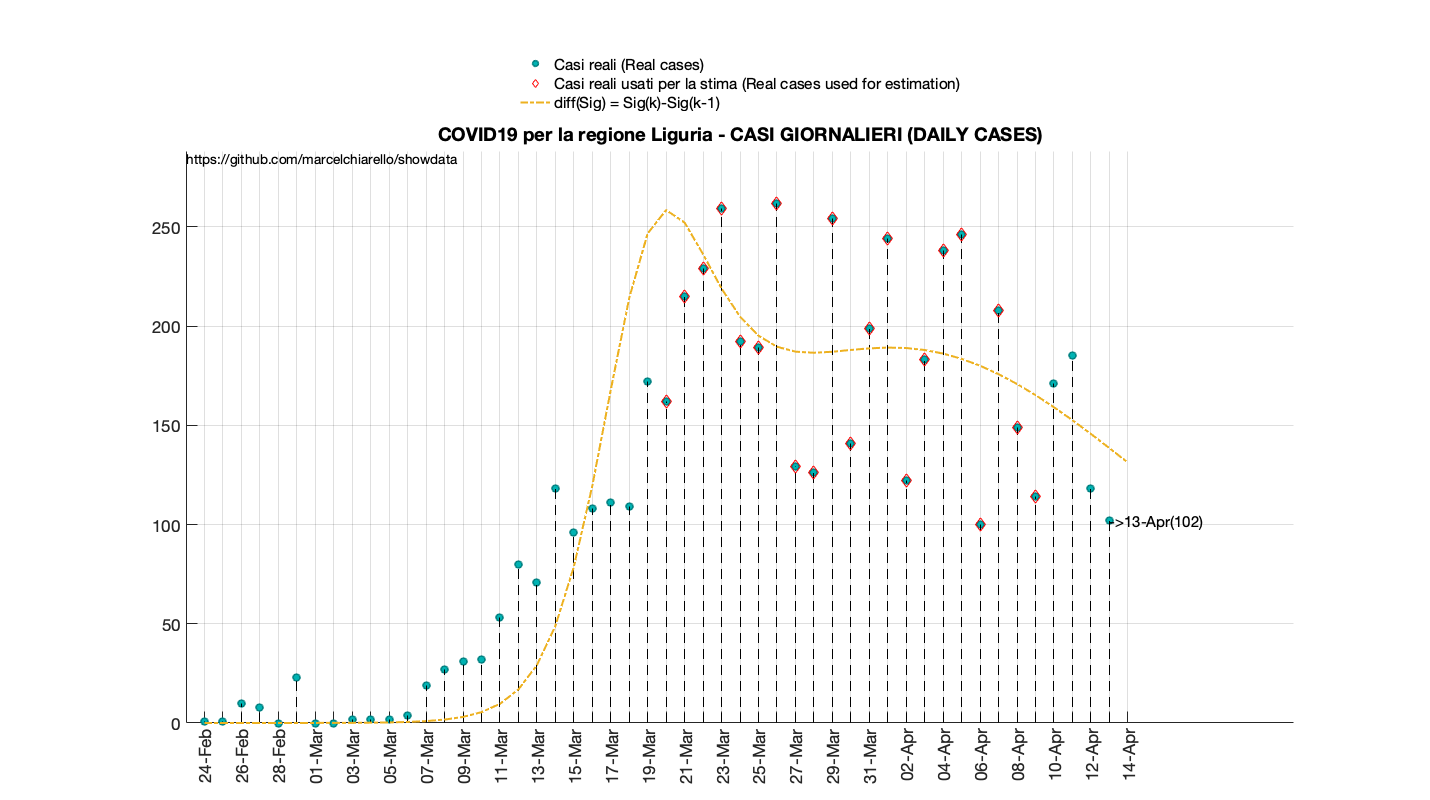 Casi reali (Real cases)
Casi reali usati per la stima (Real cases used for estimation)
diff(Sig) = Sig(k)-Sig(k-1)
COVID19 per la regione Liguria - CASI GIORNALIERI (DAILY CASES)
https://github.com/marcelchiarello/showdata
250
200
150
100
50
0
->13-Apr(102)
24-Feb
26-Feb
28-Feb
01-Mar
03-Mar
05-Mar
07-Mar
09-Mar
11-Mar
13-Mar
15-Mar
17-Mar
19-Mar
21-Mar
23-Mar
25-Mar
27-Mar
29-Mar
31-Mar
02-Apr
04-Apr
06-Apr
08-Apr
10-Apr
12-Apr
14-Apr